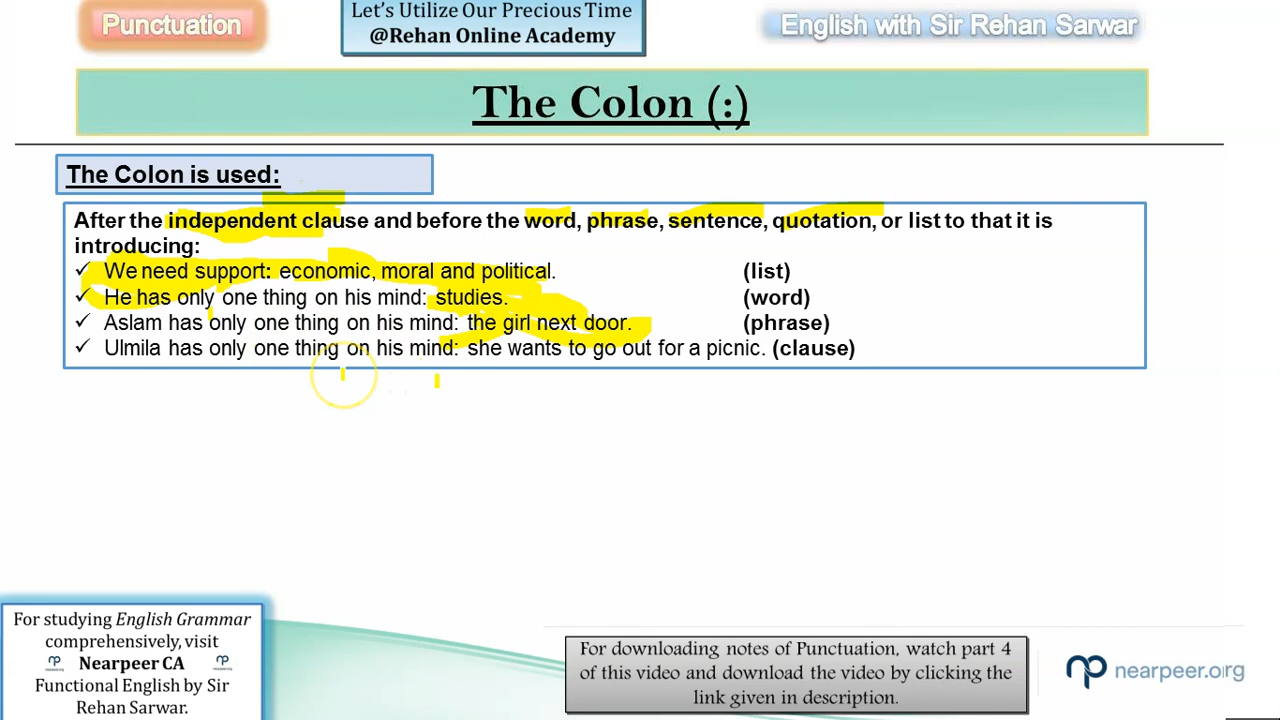 Punctuation
Let's Utilize Our Precious Time
@Rehan Online Academy
English with Sir Rehan Sarwar
The Colon (:)
The Colon is used:
After the independent clause and before the word, phrase, sentence, quotation, or list to that it is
introducing:
✓ We need support: economic, moral and political. (list)
✓ He has only one thing on his mind: studies. (word)
✓ Aslam has only one thing on his mind: the girl next door. (phrase)
✓ Ulmila has only one thing on his mind: she wants to go out for a picnic. (clause)
For studying English Grammar
comprehensively, visit
Nearpeer CA
Functional English by Sir
Rehan Sarwar.
For downloading notes of Punctuation, watch part 4
of this video and download the video by clicking the
link given in description.
nearpeer.org